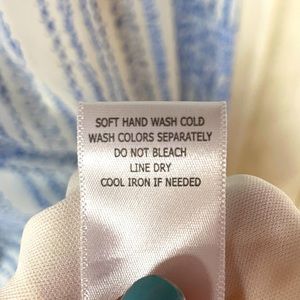 SOFT HAND WASH COLD
WASH COLORS SEPARATELY
DO NOT BLEACH
LINE DRY
COOL IRON IF NEEDED